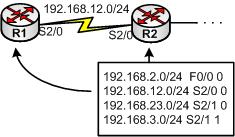 192.168.12.0/24
R1
S2/0
S2/0
R2
192.168.2.0/24 F0/0 0
192.168.12.0/24 S2/0 0
192.168.23.0/24 S2/1 0
192.168.3.0/24 S2/1 1